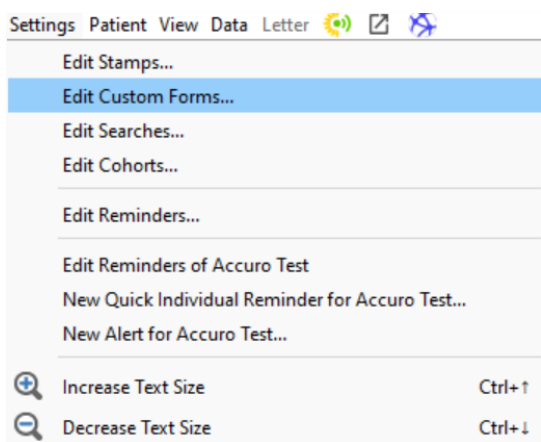 Settings Patient View Data Letter
Edit Stamps...
Edit Custom Forms...
Edit Searches...
Edit Cohorts...
Edit Reminders...
Edit Reminders of Accuro Test
New Quick Individual Reminder for Accuro Test...
New Alert for Accuro Test...
Increase Text Size Ctrl+↑
Decrease Text Size Ctrl+↓